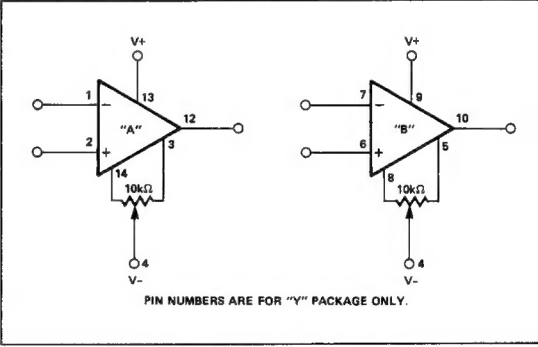 V+ V+
1 − 13 7 − 9
"A" 12 "B" 10
2 + 3 6 + 5
14 8
10kΩ 10kΩ
4 4
V− V−
PIN NUMBERS ARE FOR "Y" PACKAGE ONLY.